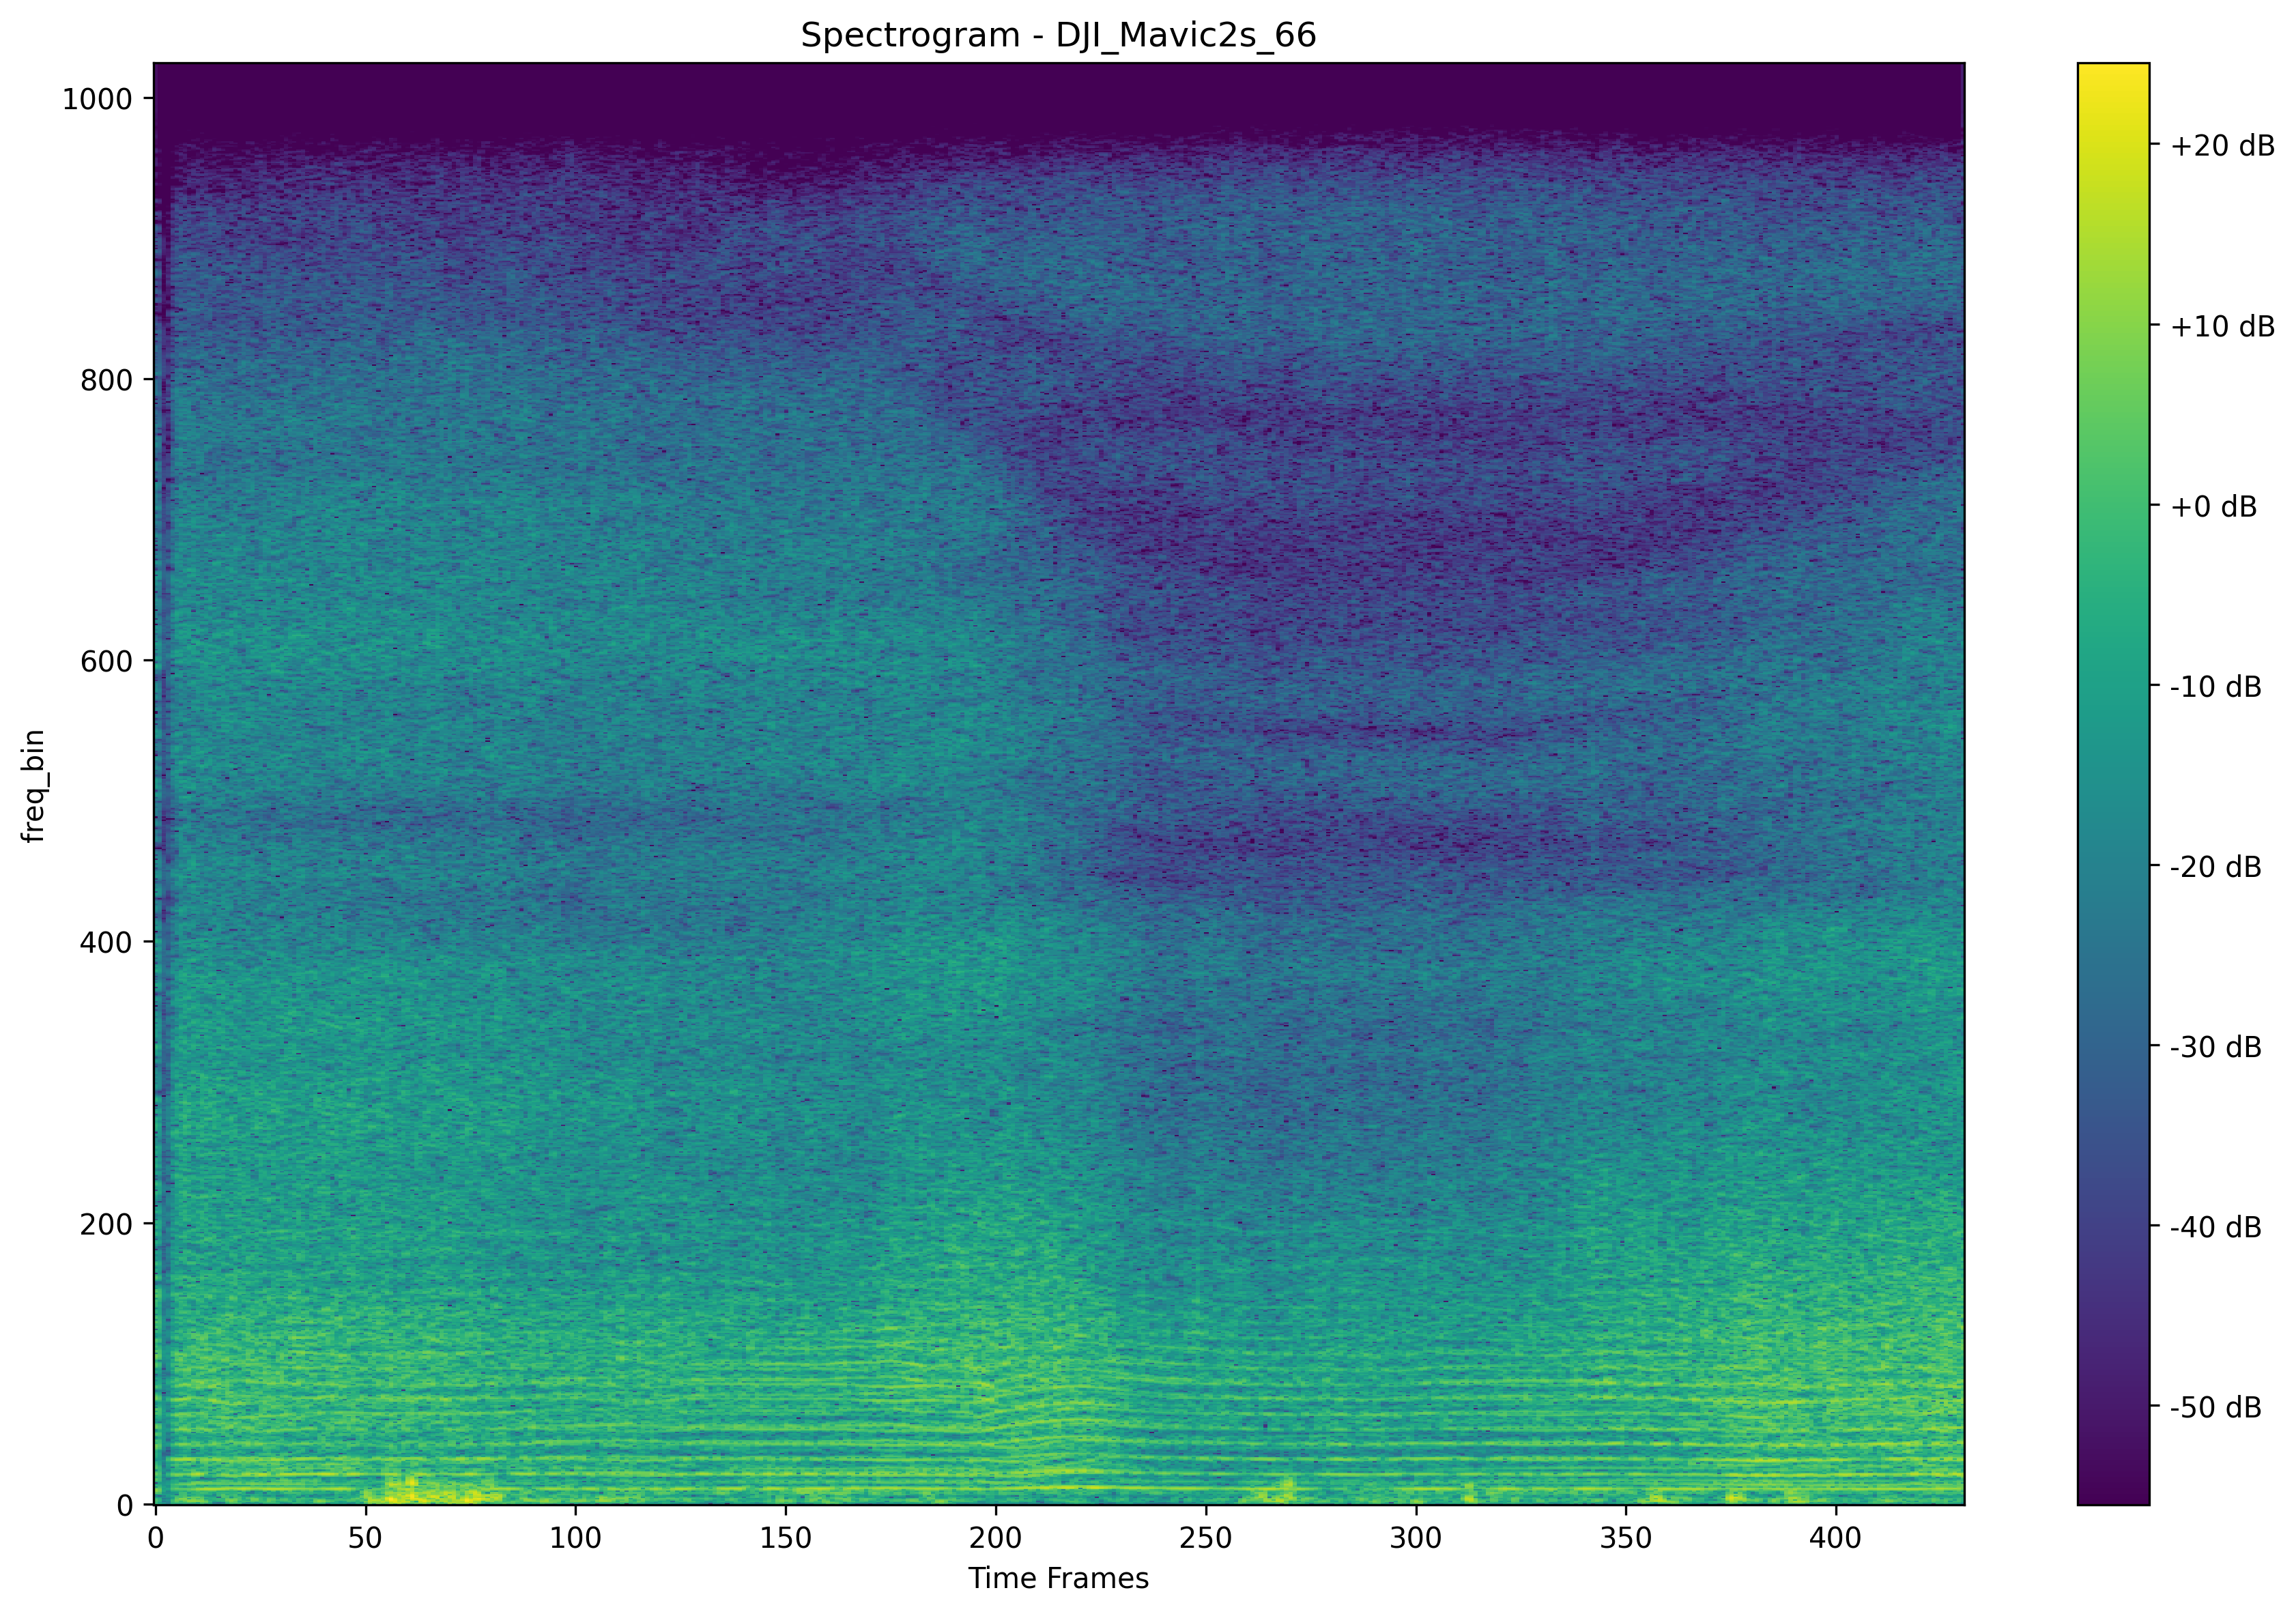 Spectrogram - DJI_Mavic2s_66
1000
800
600
400
200
0
freq_bin
0 50 100 150 200 250 300 350 400
Time Frames
+20 dB
+10 dB
+0 dB
-10 dB
-20 dB
-30 dB
-40 dB
-50 dB